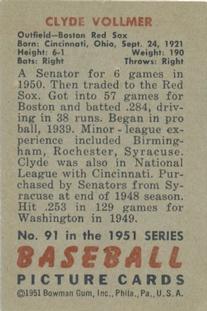 CLYDE VOLLMER
Outfield—Boston Red Sox
Born: Cincinnati, Ohio, Sept. 24, 1921
Height: 6-1 Weight: 190
Bats: Right Throws: Right
A Senator for 6 games in
1950. Then traded to the Red
Sox. Got into 57 games for
Boston and batted .284, driv-
ing in 38 runs. Began in pro
ball, 1939. Minor-league ex-
perience included Birming-
ham, Rochester, Syracuse.
Clyde was also in National
League with Cincinnati. Pur-
chased by Senators from Sy-
racuse at end of 1948 season.
Hit .253 in 129 games for
Washington in 1949.
No. 91 in the 1951 SERIES
BASEBALL
PICTURE CARDS
©1951 Bowman Gum, Inc., Phila., Pa., U. S. A.